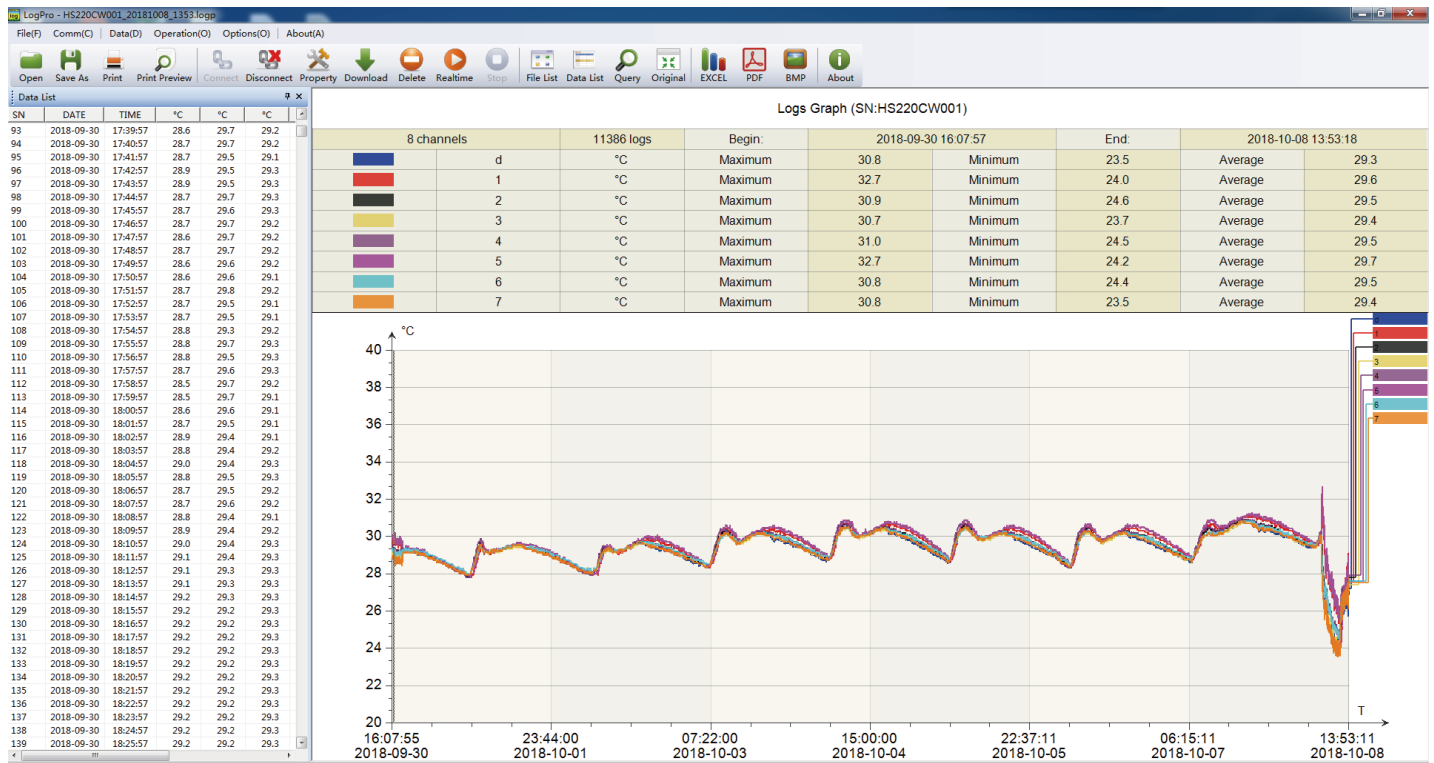 LogPro - HS220CW001_20181008_1353.logp
File(F) Comm(C) Data(D) Operation(O) Options(O) About(A)
Open Save As Print Print Preview Connect Disconnect Property Download Delete Realtime Stop File List Data List Query Original EXCEL PDF BMP About
Data List
SN DATE TIME °C °C °C
93 2018-09-30 17:39:57 28.6 29.7 29.2
94 2018-09-30 17:40:57 28.7 29.7 29.2
95 2018-09-30 17:41:57 28.7 29.5 29.1
96 2018-09-30 17:42:57 28.9 29.5 29.3
97 2018-09-30 17:43:57 28.9 29.5 29.3
98 2018-09-30 17:44:57 28.7 29.7 29.3
99 2018-09-30 17:45:57 28.7 29.6 29.3
100 2018-09-30 17:46:57 28.7 29.7 29.2
101 2018-09-30 17:47:57 28.6 29.7 29.2
102 2018-09-30 17:48:57 28.7 29.7 29.2
103 2018-09-30 17:49:57 28.6 29.6 29.2
104 2018-09-30 17:50:57 28.6 29.6 29.1
105 2018-09-30 17:51:57 28.7 29.8 29.2
106 2018-09-30 17:52:57 28.7 29.5 29.1
107 2018-09-30 17:53:57 28.7 29.5 29.1
108 2018-09-30 17:54:57 28.8 29.3 29.2
109 2018-09-30 17:55:57 28.8 29.7 29.3
110 2018-09-30 17:56:57 28.8 29.5 29.3
111 2018-09-30 17:57:57 28.7 29.6 29.3
112 2018-09-30 17:58:57 28.5 29.7 29.2
113 2018-09-30 17:59:57 28.5 29.7 29.1
114 2018-09-30 18:00:57 28.6 29.6 29.1
115 2018-09-30 18:01:57 28.7 29.5 29.1
116 2018-09-30 18:02:57 28.9 29.4 29.1
117 2018-09-30 18:03:57 28.8 29.4 29.2
118 2018-09-30 18:04:57 29.0 29.4 29.3
119 2018-09-30 18:05:57 28.8 29.5 29.3
120 2018-09-30 18:06:57 28.7 29.5 29.2
121 2018-09-30 18:07:57 28.7 29.6 29.2
122 2018-09-30 18:08:57 28.8 29.4 29.1
123 2018-09-30 18:09:57 28.9 29.4 29.2
124 2018-09-30 18:10:57 29.0 29.4 29.3
125 2018-09-30 18:11:57 29.1 29.4 29.3
126 2018-09-30 18:12:57 29.1 29.3 29.3
127 2018-09-30 18:13:57 29.1 29.3 29.3
128 2018-09-30 18:14:57 29.2 29.3 29.3
129 2018-09-30 18:15:57 29.2 29.2 29.3
130 2018-09-30 18:16:57 29.2 29.2 29.3
131 2018-09-30 18:17:57 29.2 29.2 29.3
132 2018-09-30 18:18:57 29.2 29.2 29.3
133 2018-09-30 18:19:57 29.2 29.2 29.3
134 2018-09-30 18:20:57 29.2 29.2 29.3
135 2018-09-30 18:21:57 29.2 29.2 29.3
136 2018-09-30 18:22:57 29.2 29.2 29.3
137 2018-09-30 18:23:57 29.2 29.2 29.3
138 2018-09-30 18:24:57 29.2 29.2 29.3
139 2018-09-30 18:25:57 29.2 29.2 29.3
Logs Graph (SN:HS220CW001)
8 channels 11386 logs Begin: 2018-09-30 16:07:57 End: 2018-10-08 13:53:18
d °C Maximum 30.8 Minimum 23.5 Average 29.3
1 °C Maximum 32.7 Minimum 24.0 Average 29.6
2 °C Maximum 30.9 Minimum 24.6 Average 29.5
3 °C Maximum 30.7 Minimum 23.7 Average 29.4
4 °C Maximum 31.0 Minimum 24.5 Average 29.5
5 °C Maximum 32.7 Minimum 24.2 Average 29.7
6 °C Maximum 30.8 Minimum 24.4 Average 29.5
7 °C Maximum 30.8 Minimum 23.5 Average 29.4
°C
40
38
36
34
32
30
28
26
24
22
20
d
1
2
3
4
5
6
7
T
16:07:55 23:44:00 07:22:00 15:00:00 22:37:11 06:15:11 13:53:11
2018-09-30 2018-10-01 2018-10-03 2018-10-04 2018-10-05 2018-10-07 2018-10-08